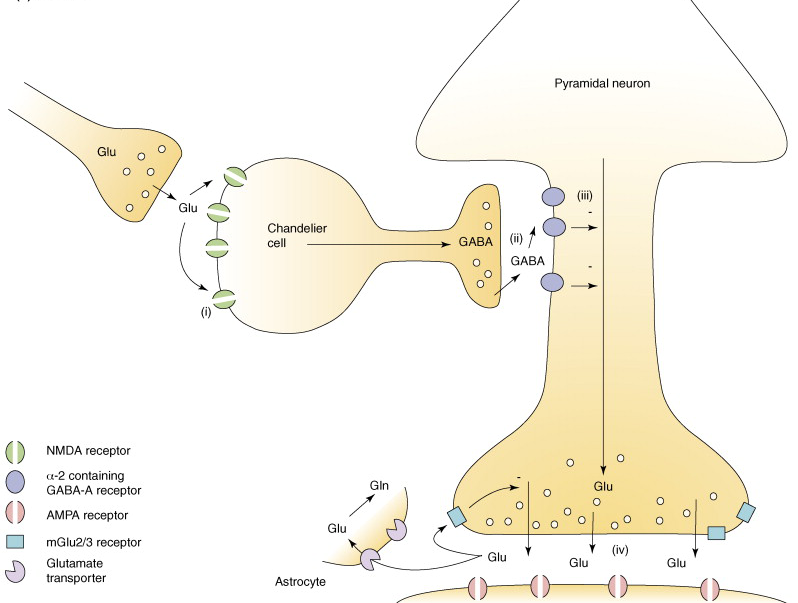 Pyramidal neuron
Glu
Glu
(iii)
-
Chandelier
cell
GABA
(ii)
GABA
-
(i)
NMDA receptor
α-2 containing
GABA-A receptor
AMPA receptor
mGlu2/3 receptor
Glutamate
transporter
Gln
Glu
Astrocyte
-
Glu
Glu
Glu
(iv)
Glu